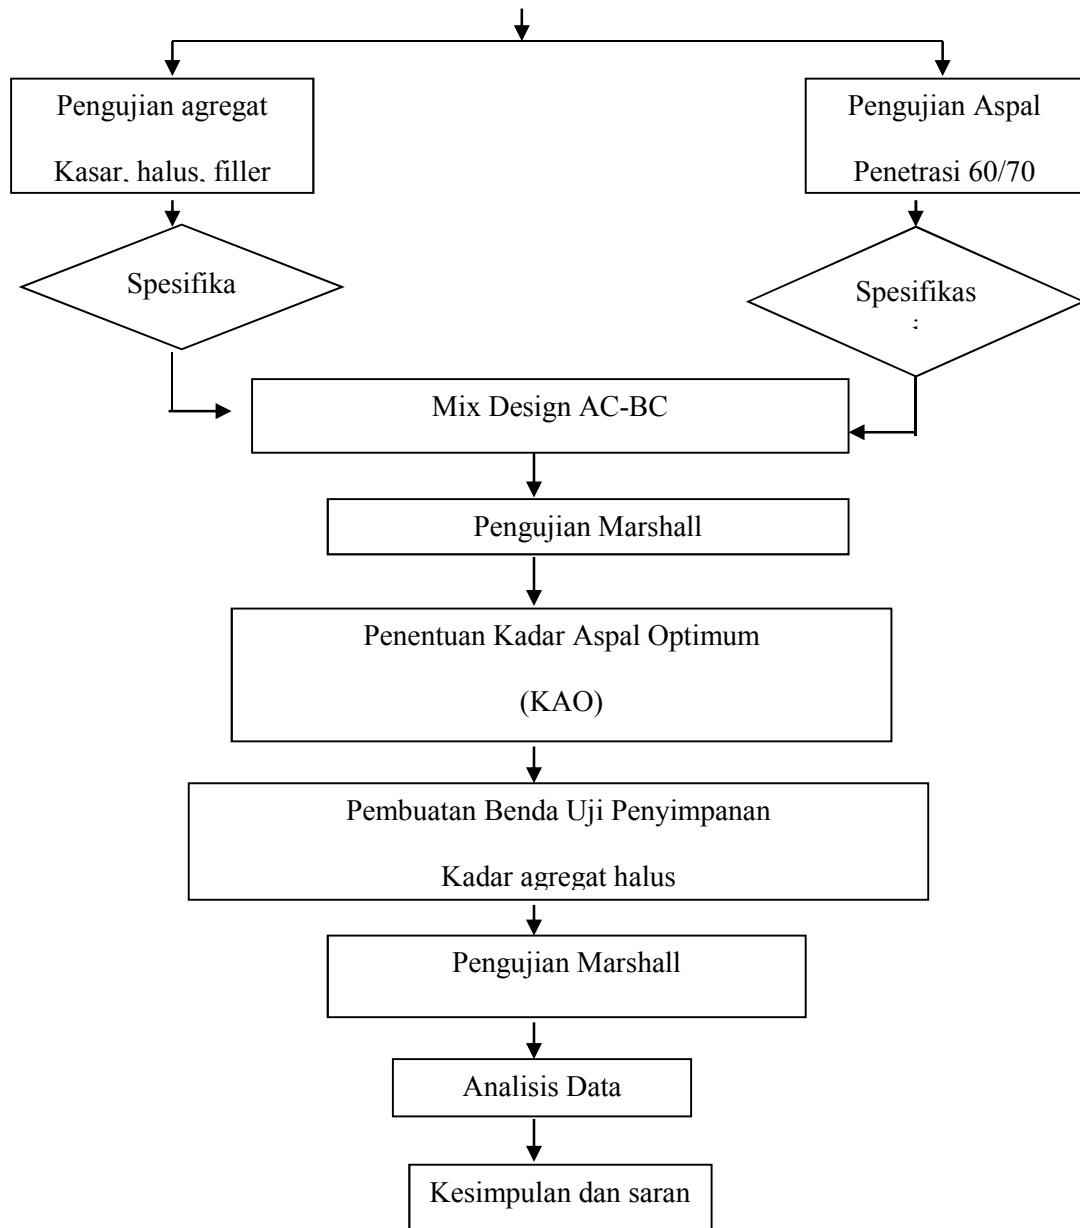 Pengujian agregat
Kasar, halus, filler
Pengujian Aspal
Penetrasi 60/70
Spesifika
Spesifikas
i
Mix Design AC-BC
Pengujian Marshall
Penentuan Kadar Aspal Optimum
(KAO)
Pembuatan Benda Uji Penyimpanan
Kadar agregat halus
Pengujian Marshall
Analisis Data
Kesimpulan dan saran